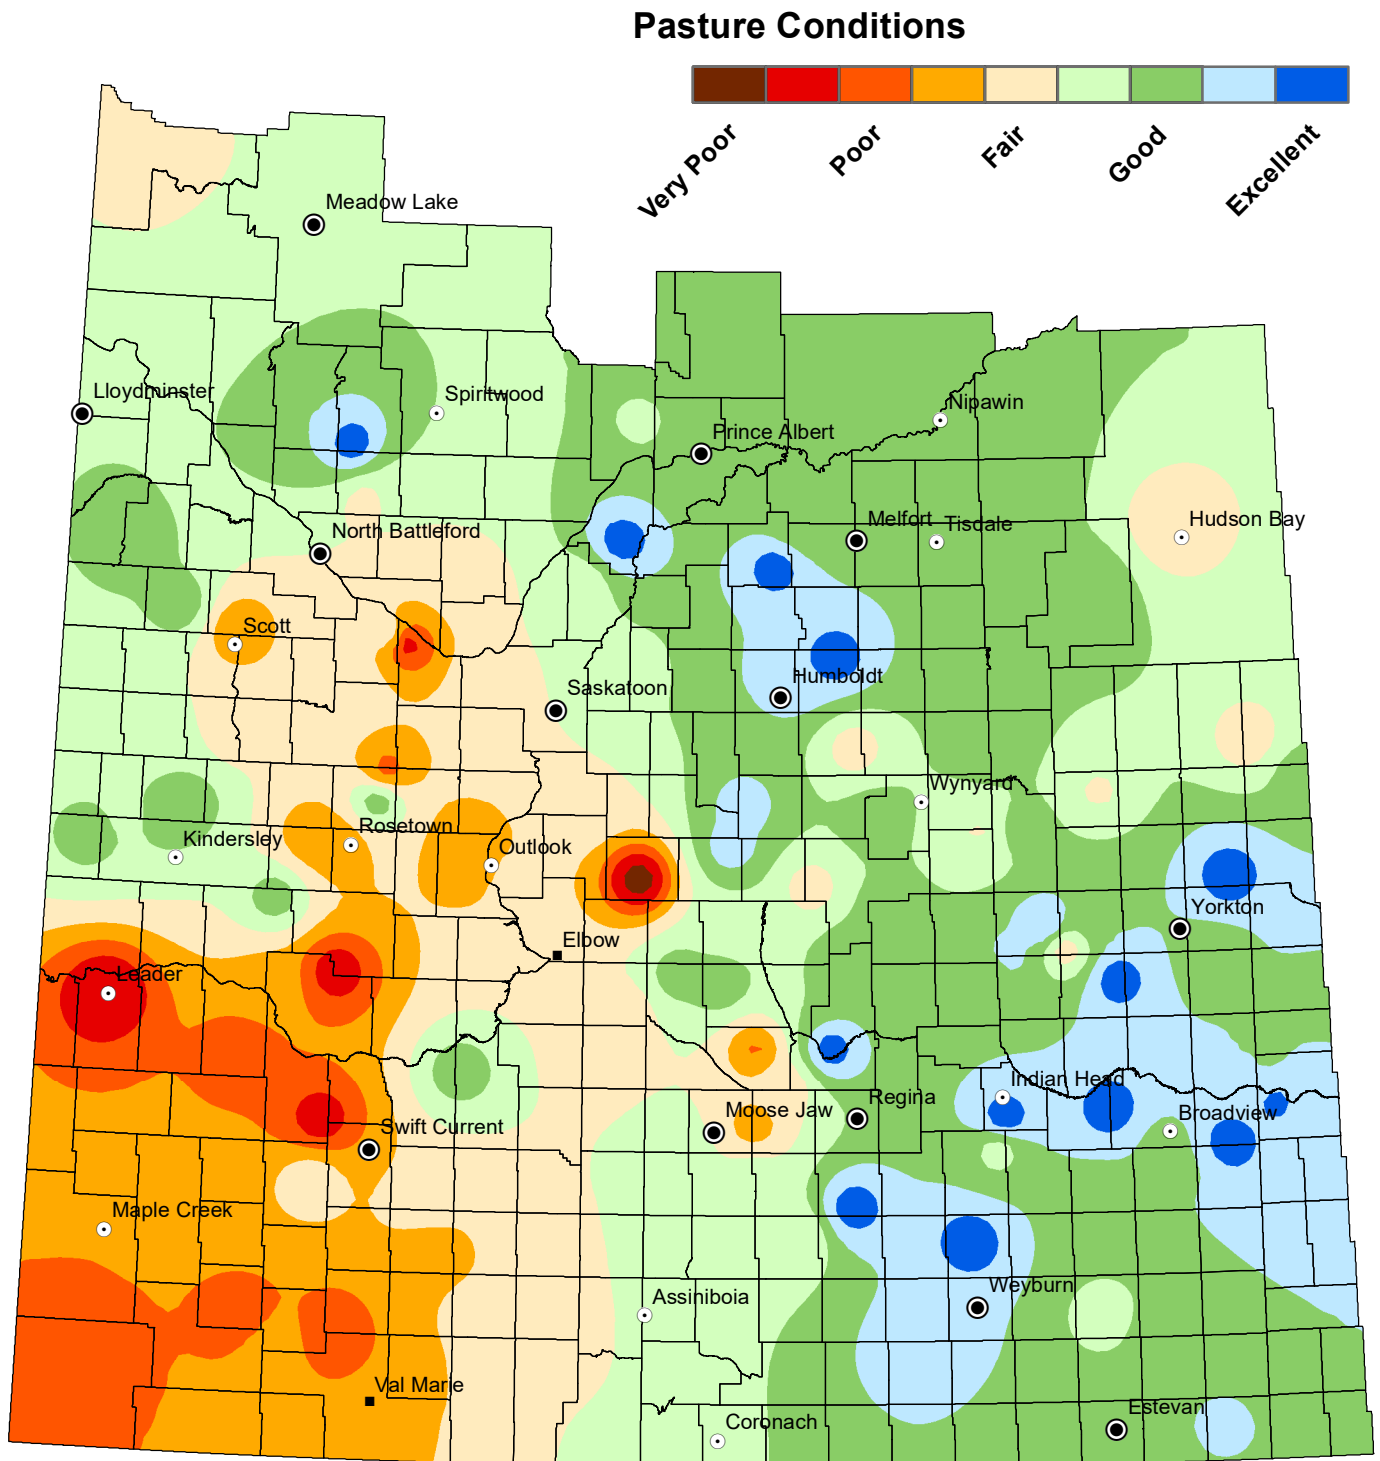 Pasture Conditions
Very Poor
Poor
Fair
Good
Excellent
Meadow Lake
Lloydminster
Spiritwood
Nipawin
Prince Albert
North Battleford
Melfort
Tisdale
Hudson Bay
Scott
Saskatoon
Humboldt
Wynyard
Kindersley
Rosetown
Outlook
Yorkton
Elbow
Leader
Indian Head
Regina
Moose Jaw
Broadview
Swift Current
Maple Creek
Weyburn
Assiniboia
Val Marie
Estevan
Coronach